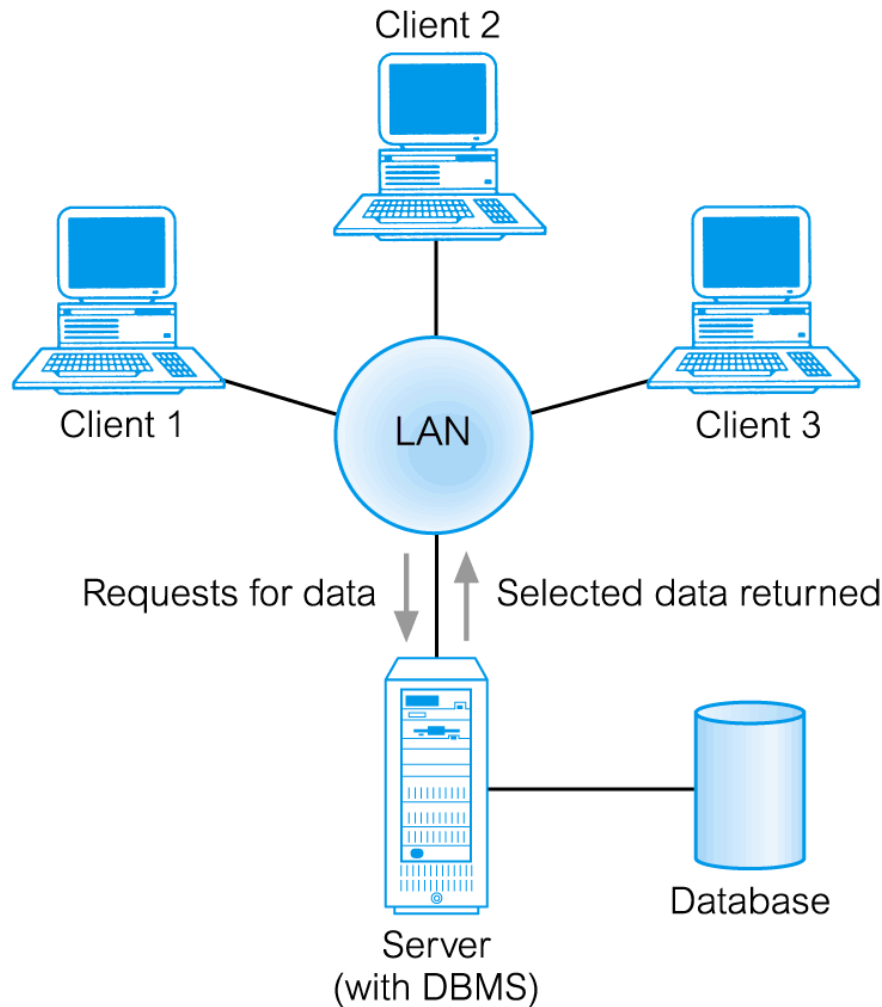 Client 2
Client 1
Client 3
LAN
Requests for data
Selected data returned
Database
Server
(with DBMS)